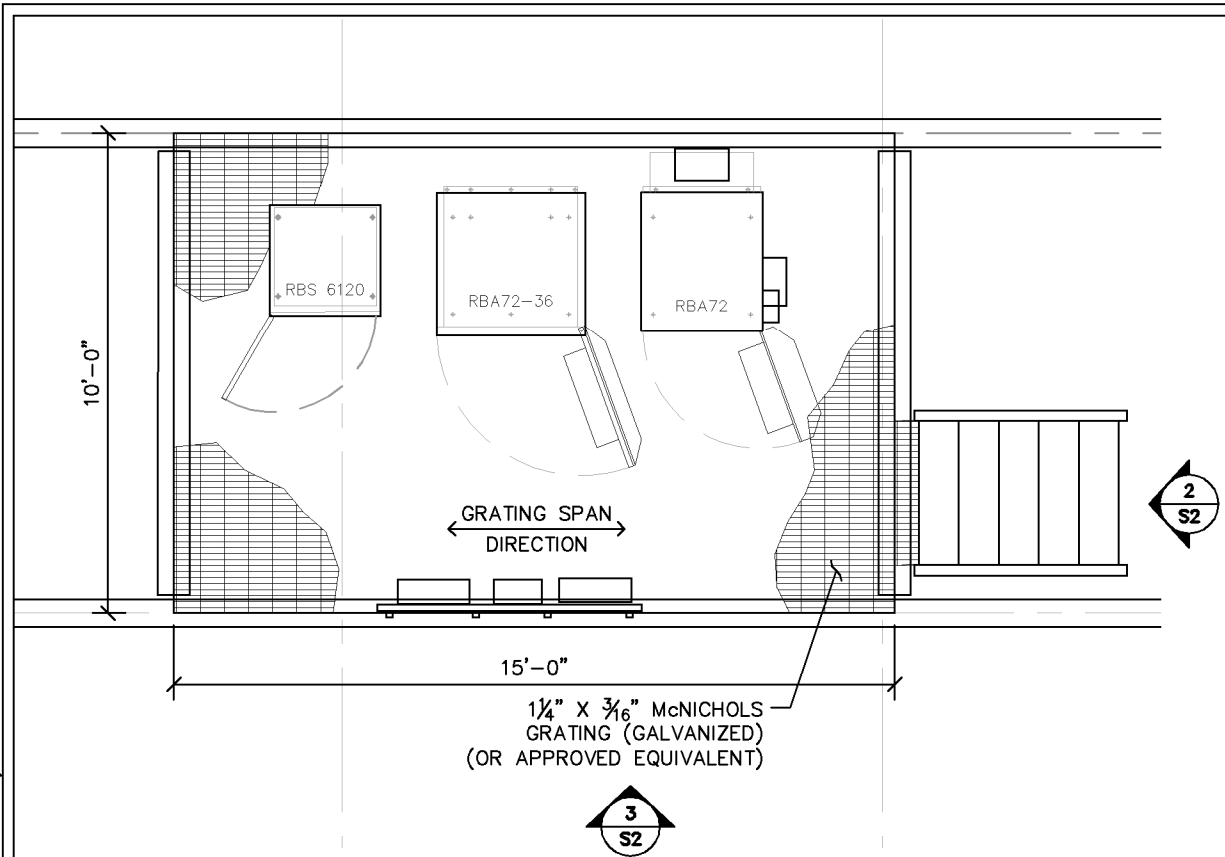 RBS 6120
RBA72-36
RBA72
10'-0"
GRATING SPAN
DIRECTION
2
S2
15'-0"
1¼" X 3⁄16" McNICHOLS
GRATING (GALVANIZED)
(OR APPROVED EQUIVALENT)
3
S2